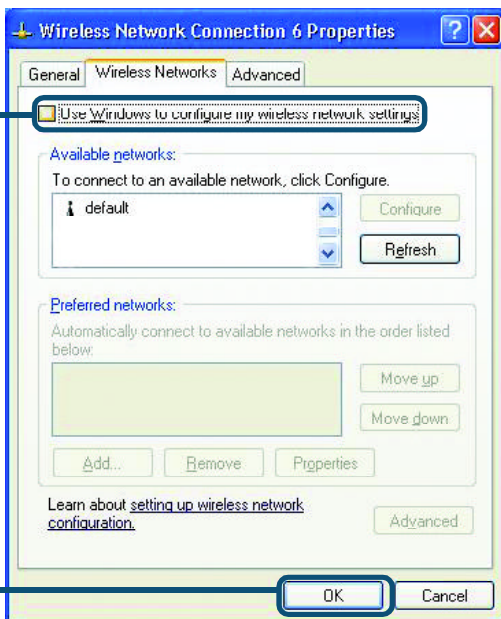 Wireless Network Connection 6 Properties
General Wireless Networks Advanced
Use Windows to configure my wireless network settings
Available networks:
To connect to an available network, click Configure.
default
Configure
Refresh
Preferred networks:
Automatically connect to available networks in the order listed
below:
Move up
Move down
Add... Remove Properties
Learn about setting up wireless network
configuration.
Advanced
OK Cancel